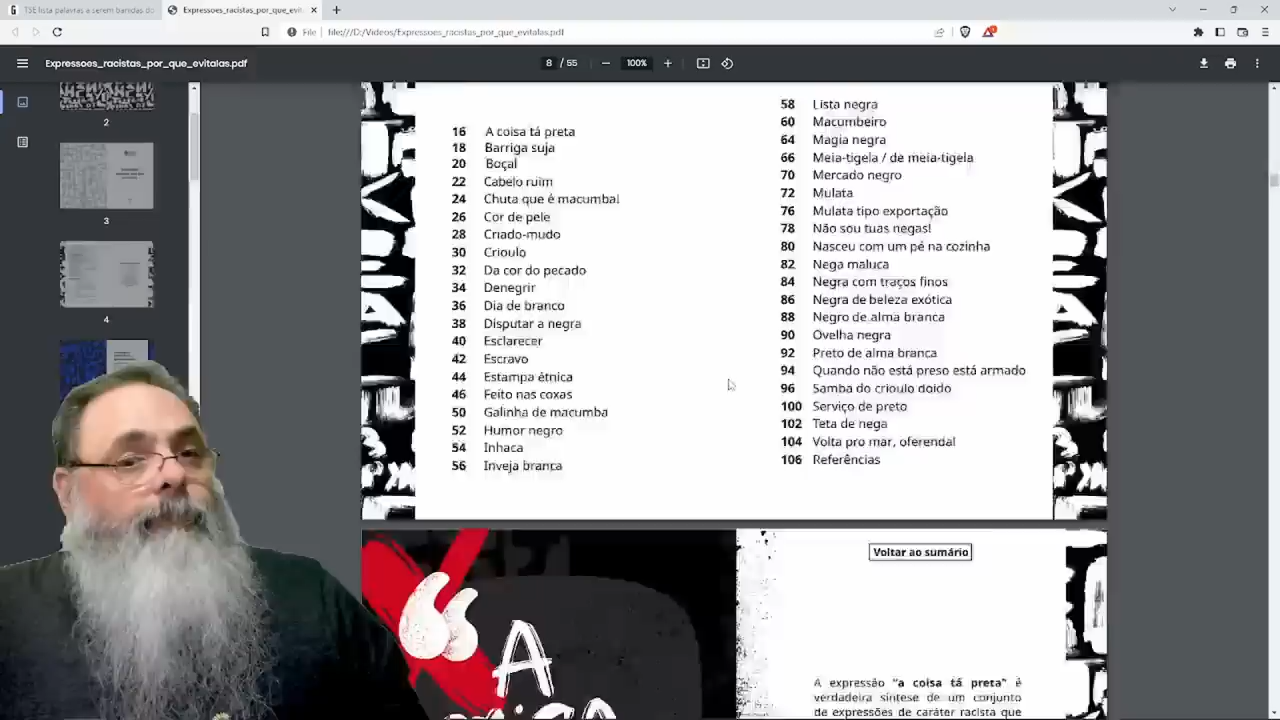 TSE lista palavras a serem banidas do
Expressoes_racistas_por_que_evit
File
file:///D:/Videos/Expressoes_racistas_por_que_evitalas.pdf
Expressoes_racistas_por_que_evitalas.pdf
8 / 55
100%
2
3
4
16 A coisa tá preta
18 Barriga suja
20 Boçal
22 Cabelo ruim
24 Chuta que é macumba!
26 Cor de pele
28 Criado-mudo
30 Crioulo
32 Da cor do pecado
34 Denegrir
36 Dia de branco
38 Disputar a negra
40 Esclarecer
42 Escravo
44 Estampa étnica
46 Feito nas coxas
50 Galinha de macumba
52 Humor negro
54 Inhaca
56 Inveja branca
58 Lista negra
60 Macumbeiro
64 Magia negra
66 Meia-tigela / de meia-tigela
70 Mercado negro
72 Mulata
76 Mulata tipo exportação
78 Não sou tuas negas!
80 Nasceu com um pé na cozinha
82 Nega maluca
84 Negra com traços finos
86 Negra de beleza exótica
88 Negro de alma branca
90 Ovelha negra
92 Preto de alma branca
94 Quando não está preso está armado
96 Samba do crioulo doido
100 Serviço de preto
102 Teta de nega
104 Volta pro mar, oferenda!
106 Referências
Voltar ao sumário
“A
A expressão “a coisa tá preta” é
verdadeira síntese de um conjunto
de expressões de caráter racista que